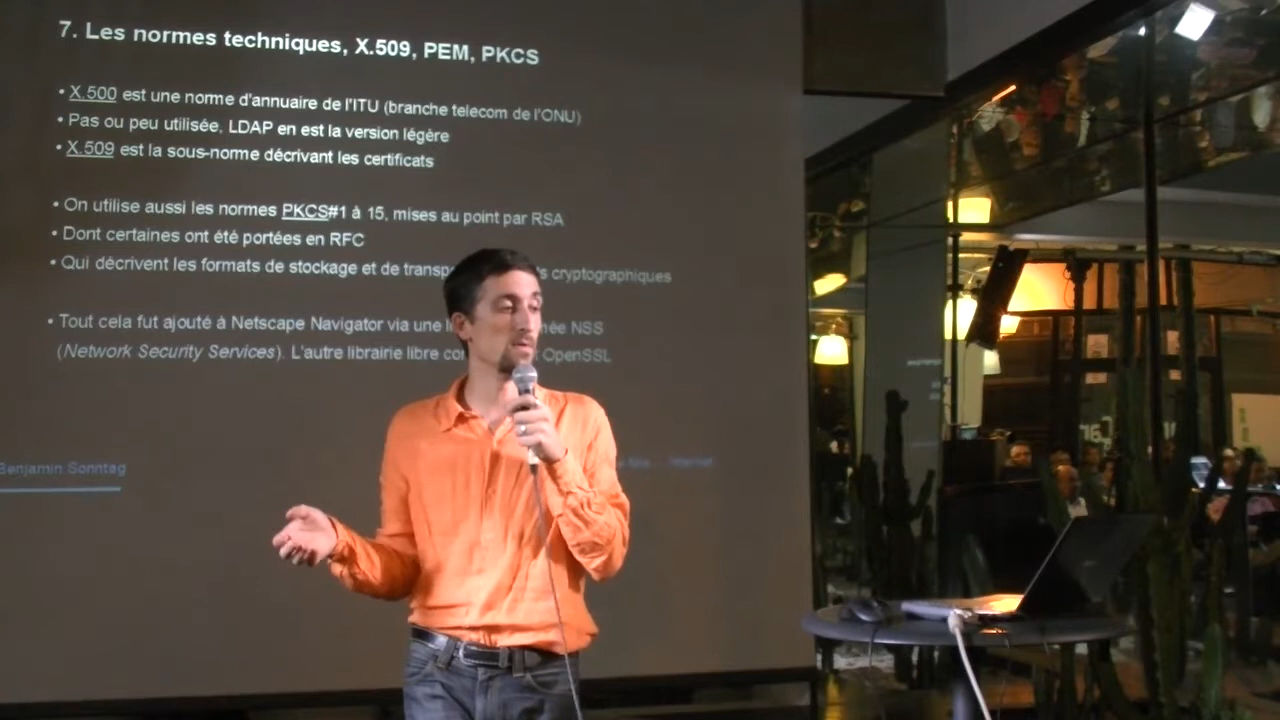 7. Les normes techniques, X.509, PEM, PKCS
• X.500 est une norme d'annuaire de l'ITU (branche telecom de l'ONU)
• Pas ou peu utilisée, LDAP en est la version légère
• X.509 est la sous-norme décrivant les certificats
• On utilise aussi les normes PKCS#1 à 15, mises au point par RSA
• Dont certaines ont été portées en RFC
• Qui décrivent les formats de stockage et de cryptographiques
• Tout cela fut ajouté à Netscape Navigator via une NSS
(Network Security Services). L'autre librairie libre OpenSSL
Benjamin Sonntag